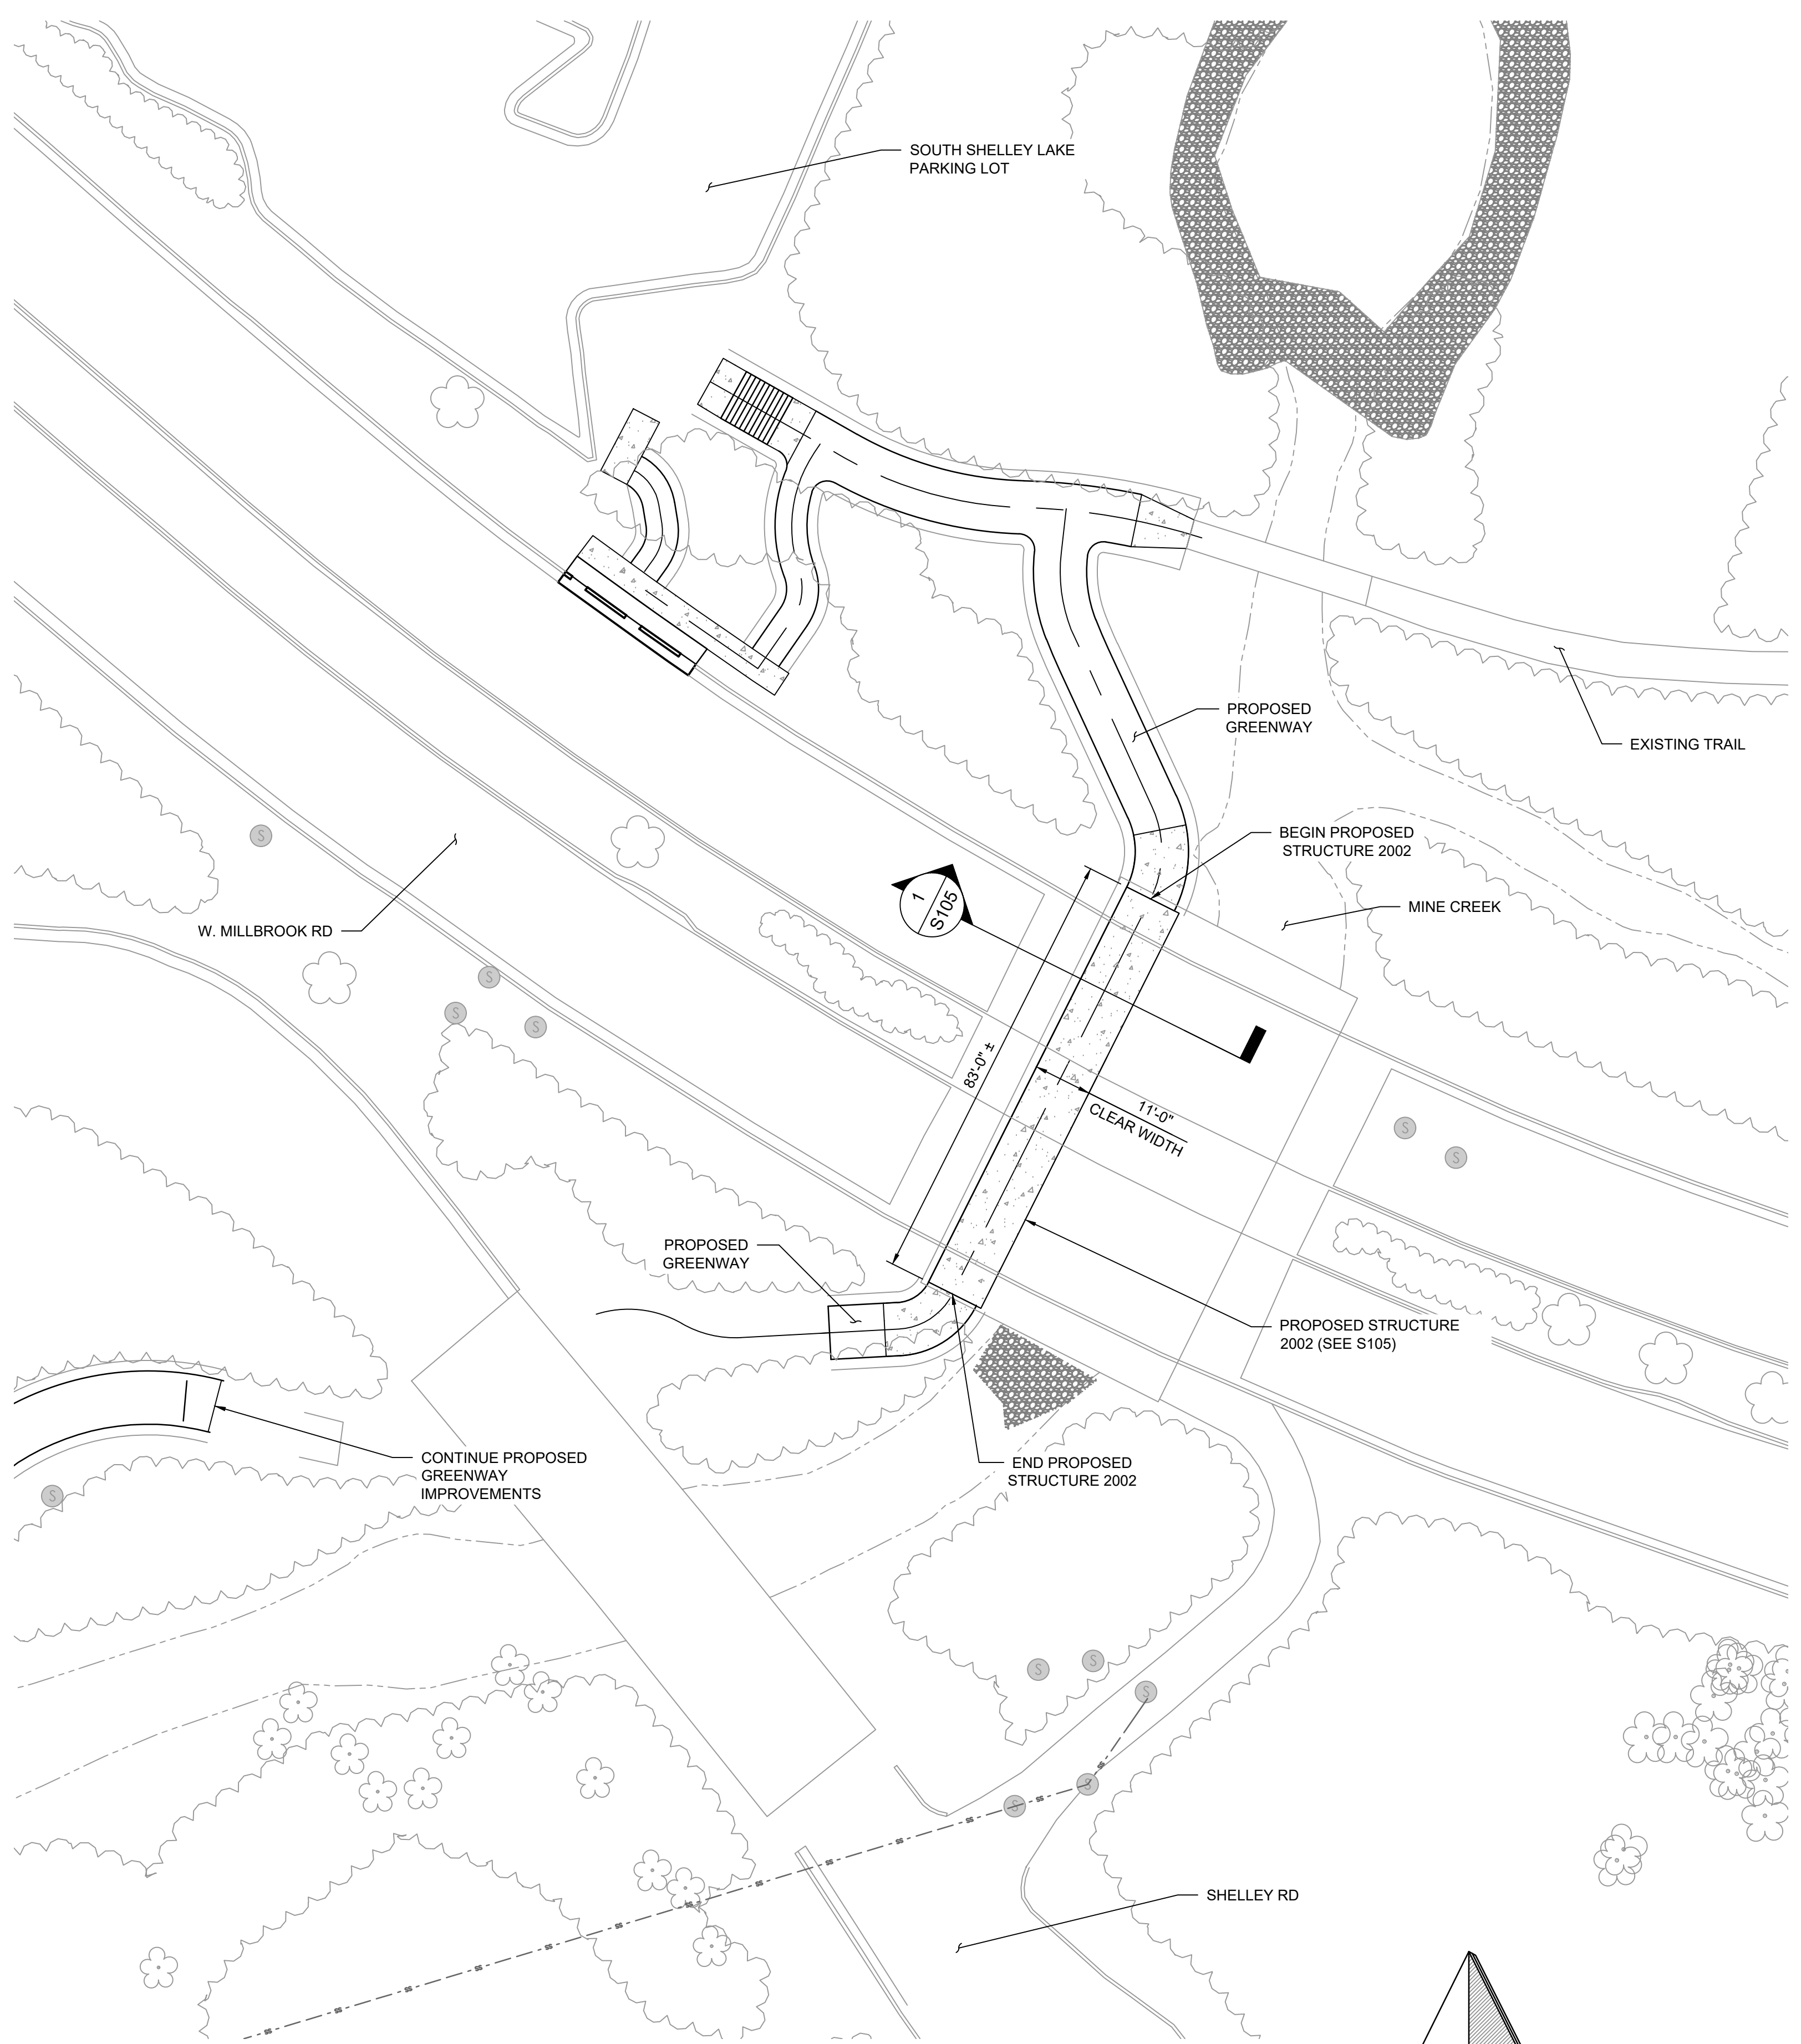 SOUTH SHELLEY LAKE
PARKING LOT
PROPOSED
GREENWAY
EXISTING TRAIL
BEGIN PROPOSED
STRUCTURE 2002
1
S105
MINE CREEK
W. MILLBROOK RD
S
S
S
S
83'-0" ±
11'-0"
CLEAR WIDTH
S
S
PROPOSED
GREENWAY
PROPOSED STRUCTURE
2002 (SEE S105)
CONTINUE PROPOSED
GREENWAY
IMPROVEMENTS
END PROPOSED
STRUCTURE 2002
S
S
S
S
S
S
SHELLEY RD